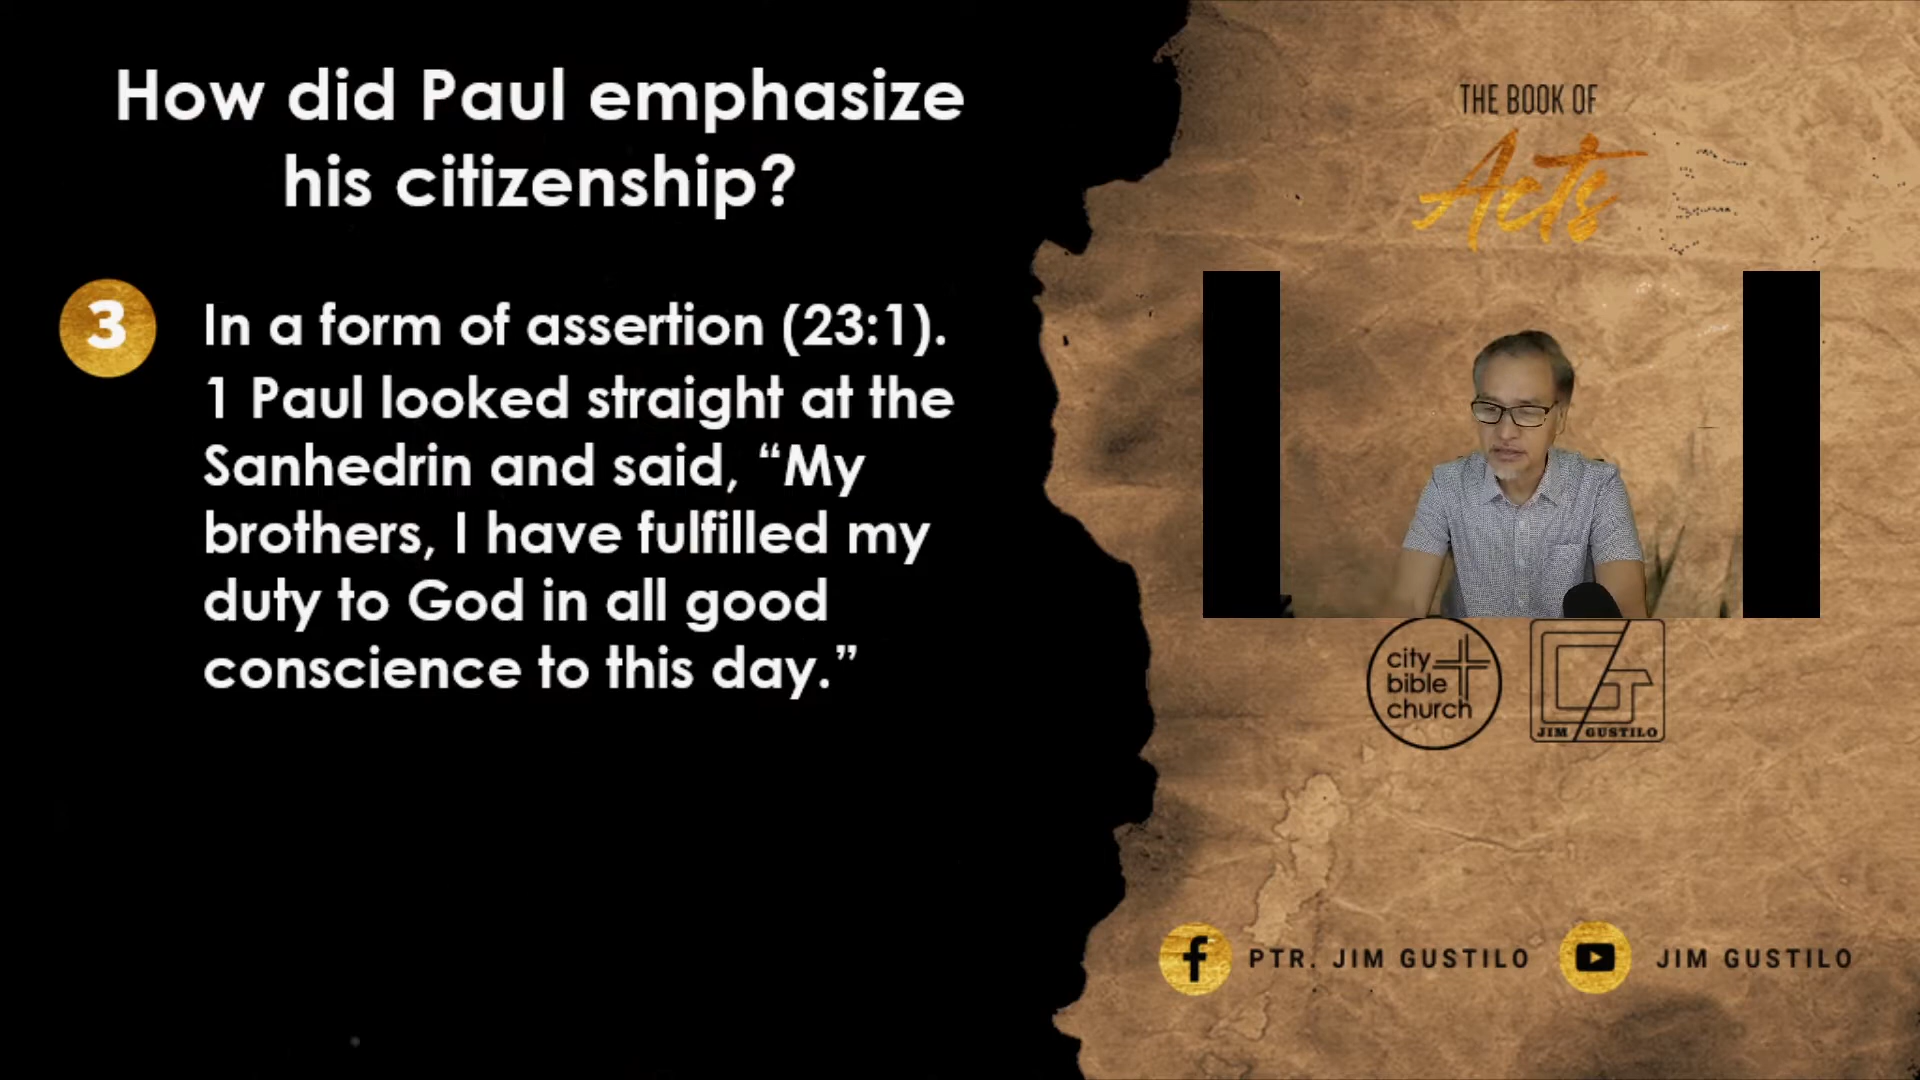 How did Paul emphasize
his citizenship?
3
In a form of assertion (23:1).
1 Paul looked straight at the
Sanhedrin and said, “My
brothers, I have fulfilled my
duty to God in all good
conscience to this day.”
THE BOOK OF
Acts
city
bible
church
JIM GUSTILO
PTR. JIM GUSTILO
JIM GUSTILO